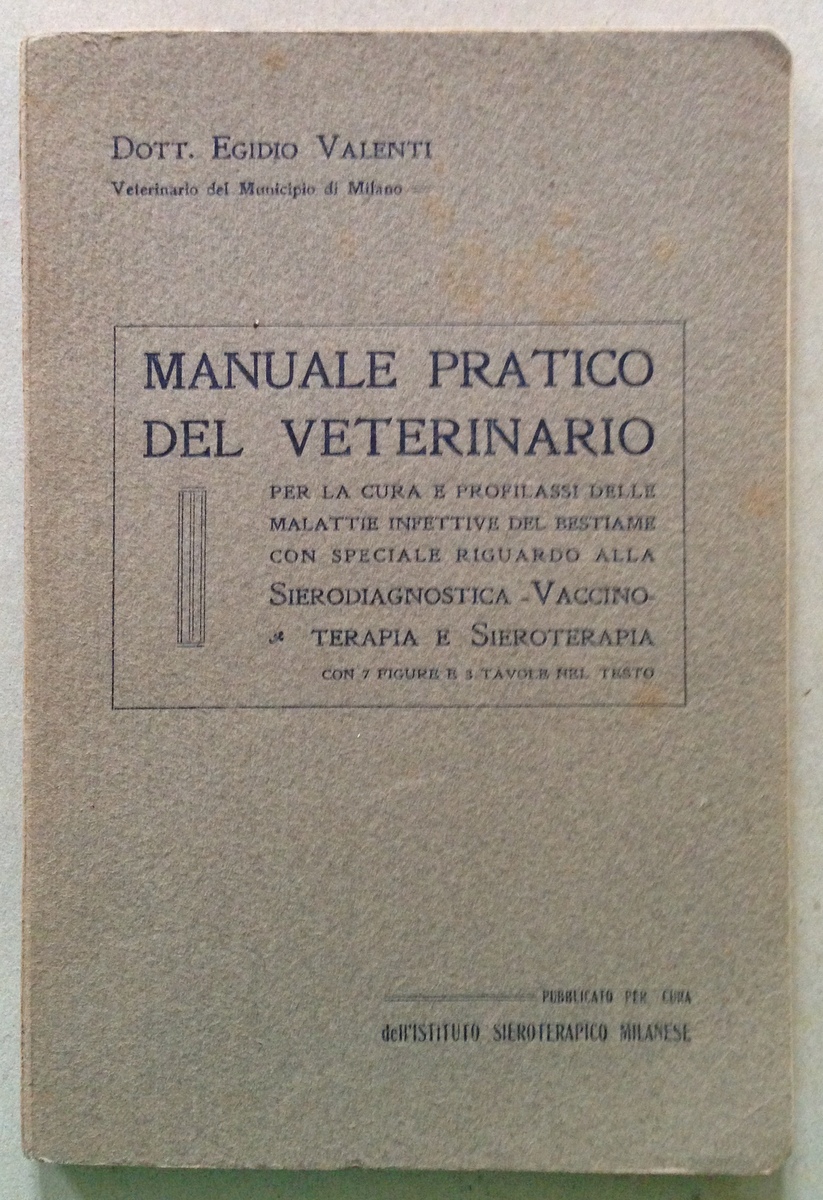 DOTT. EGIDIO VALENTI
Veterinario del Municipio di Milano
MANUALE PRATICO
DEL VETERINARIO
PER LA CURA E PROFILASSI DELLE
MALATTIE INFETTIVE DEL BESTIAME
CON SPECIALE RIGUARDO ALLA
SIERODIAGNOSTICA - VACCINO-
TERAPIA E SIEROTERAPIA
CON 7 FIGURE E 3 TAVOLE NEL TESTO
PUBBLICATO PER CURA
dell'ISTITUTO SIEROTERAPICO MILANESE